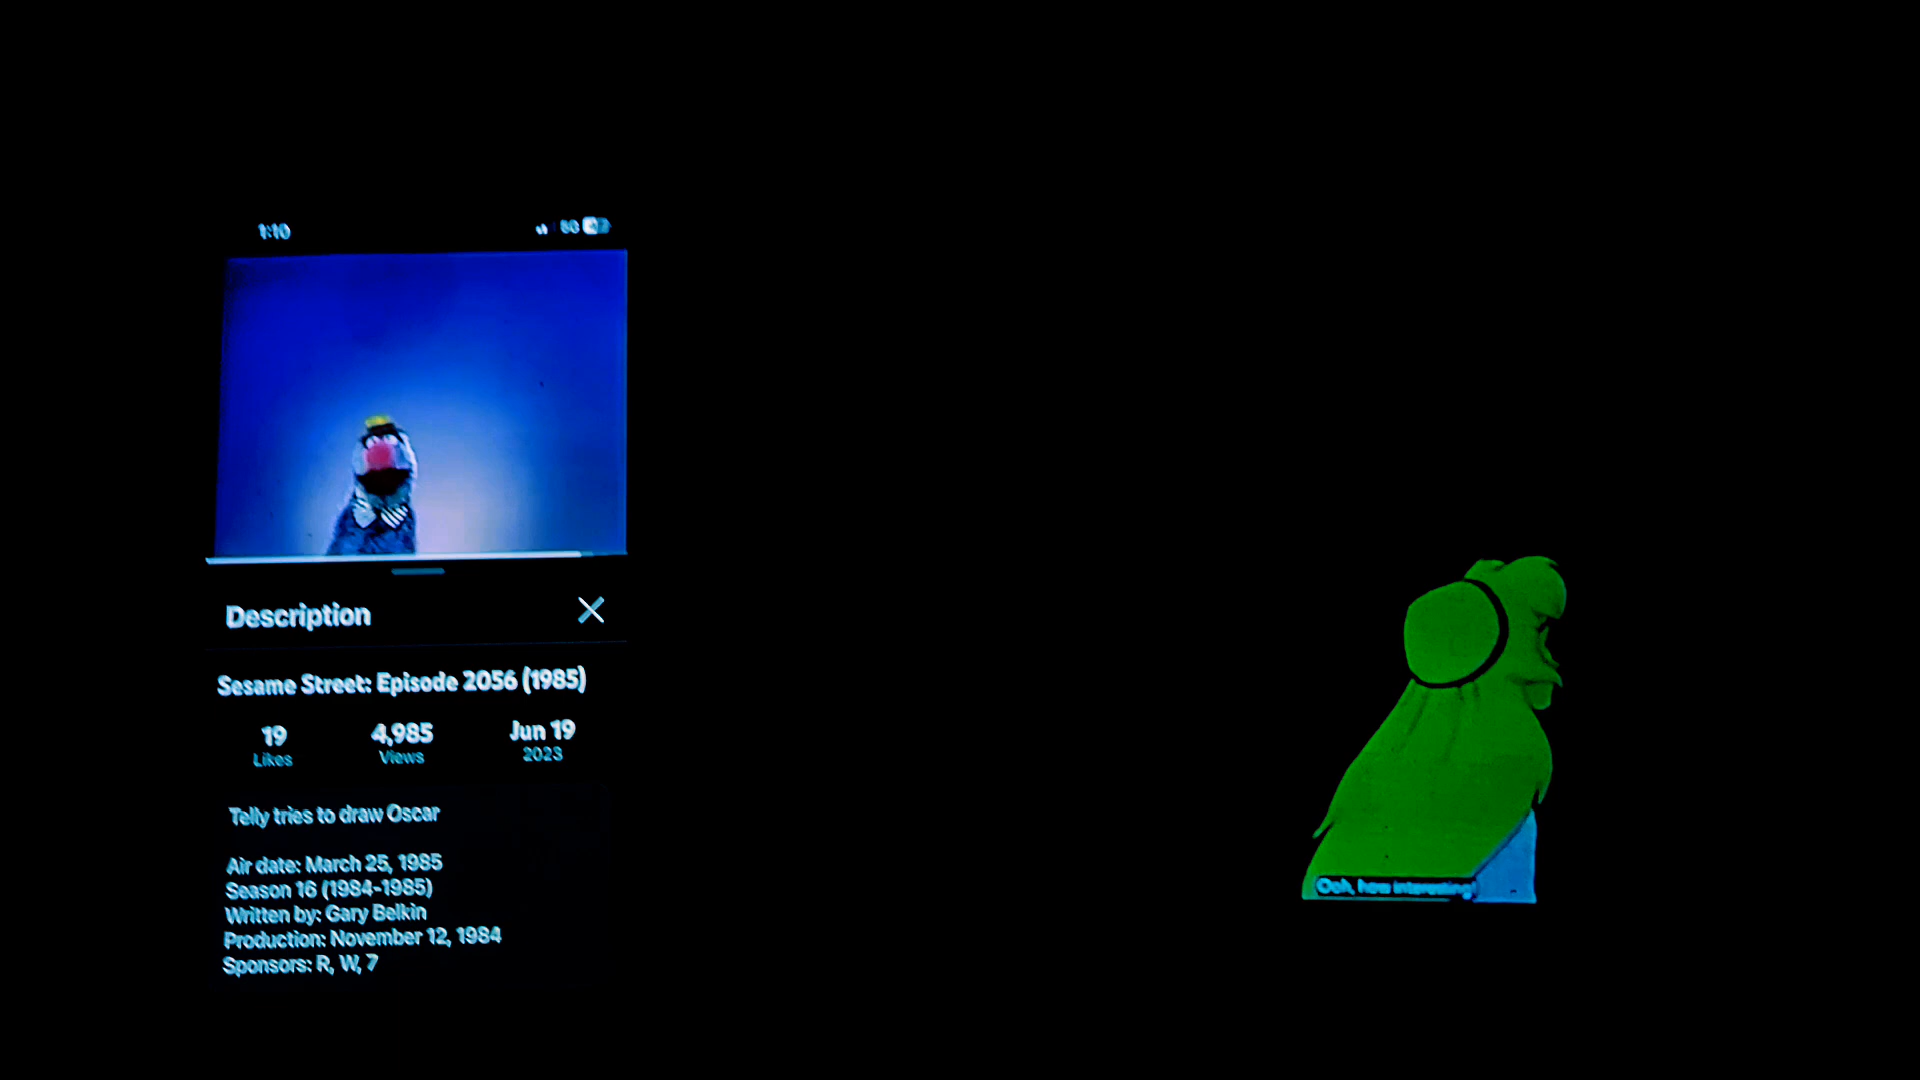 1:10
5G
Description
Sesame Street: Episode 2056 (1985)
19 4,985 Jun 19
Likes Views 2023
Telly tries to draw Oscar
Air date: March 25, 1985
Season 16 (1984-1985)
Written by: Gary Belkin
Production: November 12, 1984
Sponsors: R, W, 7
Ooh, how interesting!